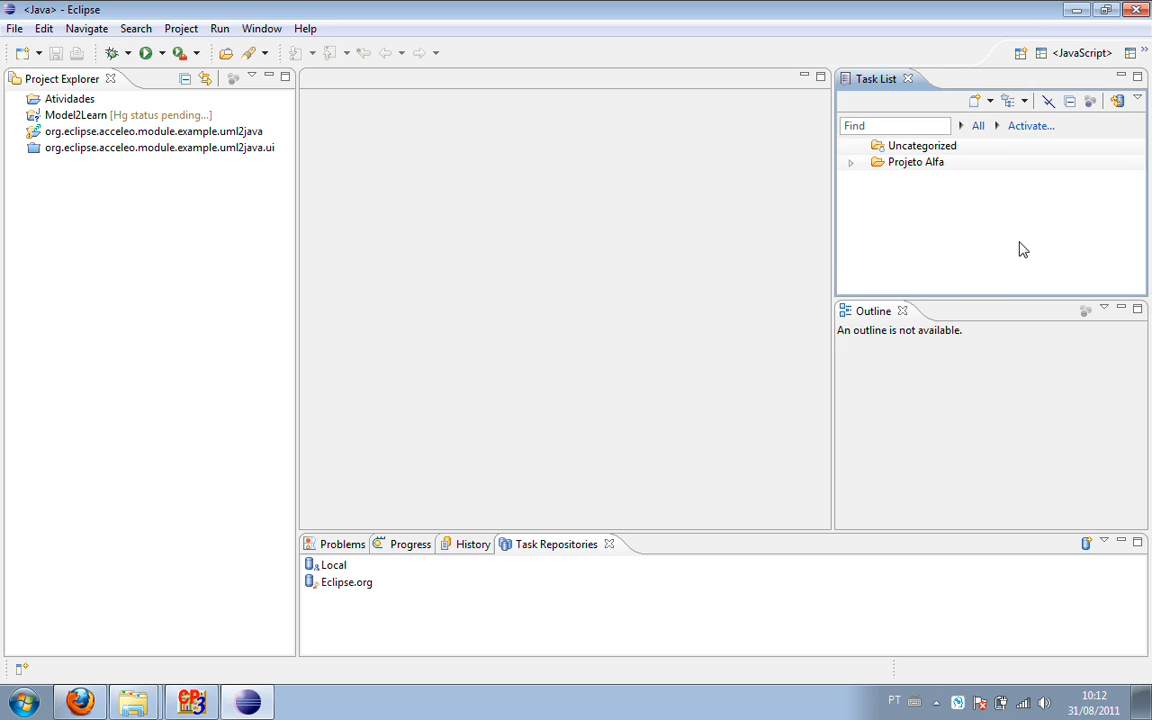 <Java> - Eclipse
File Edit Navigate Search Project Run Window Help
<JavaScript>
Project Explorer
Atividades
Model2Learn [Hg status pending...]
org.eclipse.acceleo.module.example.uml2java
org.eclipse.acceleo.module.example.uml2java.ui
Task List
Find All Activate...
Uncategorized
Projeto Alfa
Outline
An outline is not available.
Problems Progress History Task Repositories
Local
Eclipse.org
PT
10:12
31/08/2011